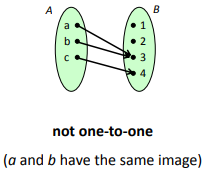 A B
a 1
b 2
c 3
4
not one-to-one
(a and b have the same image)